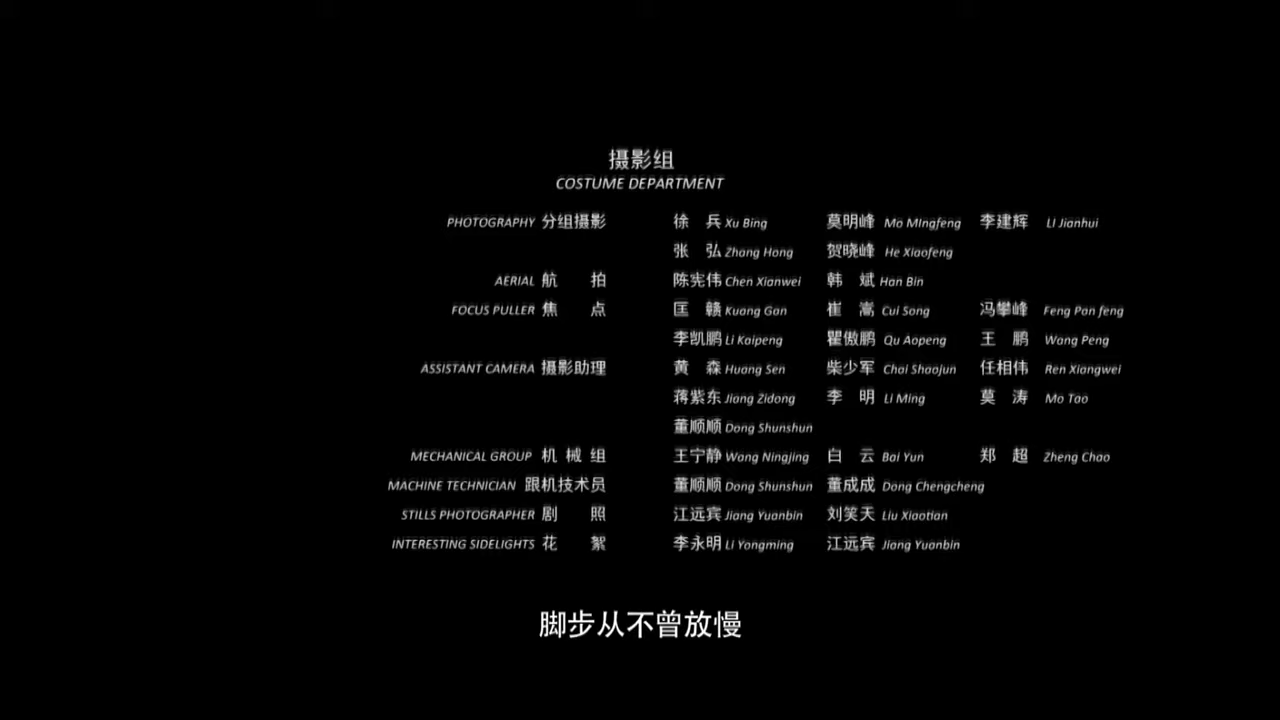 摄影组
COSTUME DEPARTMENT
PHOTOGRAPHY 分组摄影 徐 兵 Xu Bing 莫明峰 Mo MIngfeng 李建辉 LI Jianhui
张 弘 Zhang Hong 贺晓峰 He Xiaofeng
AERIAL 航 拍 陈宪伟 Chen Xianwei 韩 斌 Han Bin
FOCUS PULLER 焦 点 匡 赣 Kuang Gan 崔 嵩 Cui Song 冯攀峰 Feng Pan feng
李凯鹏 Li Kaipeng 瞿傲鹏 Qu Aopeng 王 鹏 Wang Peng
ASSISTANT CAMERA 摄影助理 黄 森 Huang Sen 柴少军 Chai Shaojun 任相伟 Ren Xiangwei
蒋紫东 Jiang Zidong 李 明 Li Ming 莫 涛 Mo Tao
董顺顺 Dong Shunshun
MECHANICAL GROUP 机 械 组 王宁静 Wang Ningjing 白 云 Bai Yun 郑 超 Zheng Chao
MACHINE TECHNICIAN 跟机技术员 董顺顺 Dong Shunshun 董成成 Dong Chengcheng
STILLS PHOTOGRAPHER 剧 照 江远宾 Jiang Yuanbin 刘笑天 Liu Xiaotian
INTERESTING SIDELIGHTS 花 絮 李永明 Li Yongming 江远宾 Jiang Yuanbin
脚步从不曾放慢